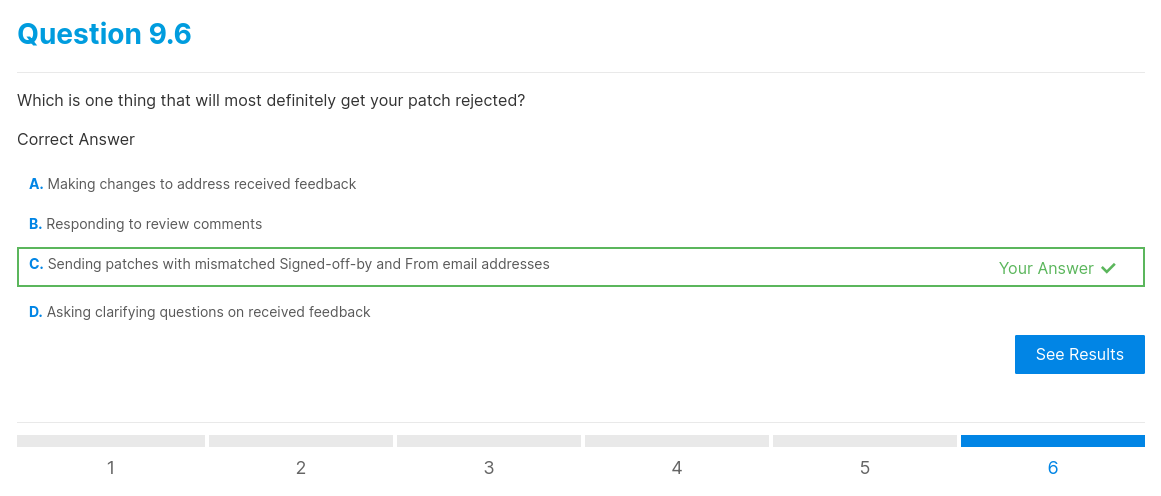 Question 9.6
Which is one thing that will most definitely get your patch rejected?
Correct Answer
A. Making changes to address received feedback
B. Responding to review comments
C. Sending patches with mismatched Signed-off-by and From email addresses
Your Answer
D. Asking clarifying questions on received feedback
See Results
1 2 3 4 5 6